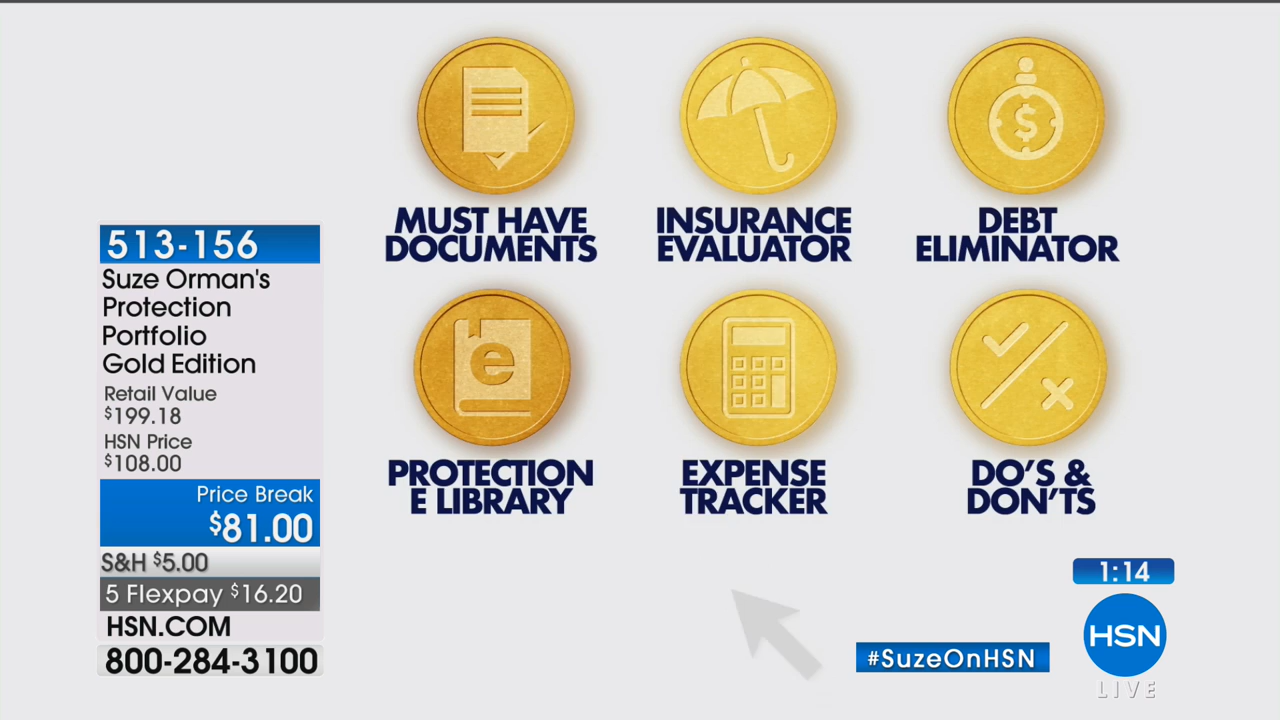 MUST HAVE
DOCUMENTS
INSURANCE
EVALUATOR
$
DEBT
ELIMINATOR
e
PROTECTION
E LIBRARY
EXPENSE
TRACKER
DO'S &
DON'TS
513-156
Suze Orman's
Protection
Portfolio
Gold Edition
Retail Value
$199.18
HSN Price
$108.00
Price Break
$81.00
S&H $5.00
5 Flexpay $16.20
HSN.COM
800-284-3100
1:14
HSN
#SuzeOnHSN
LIVE